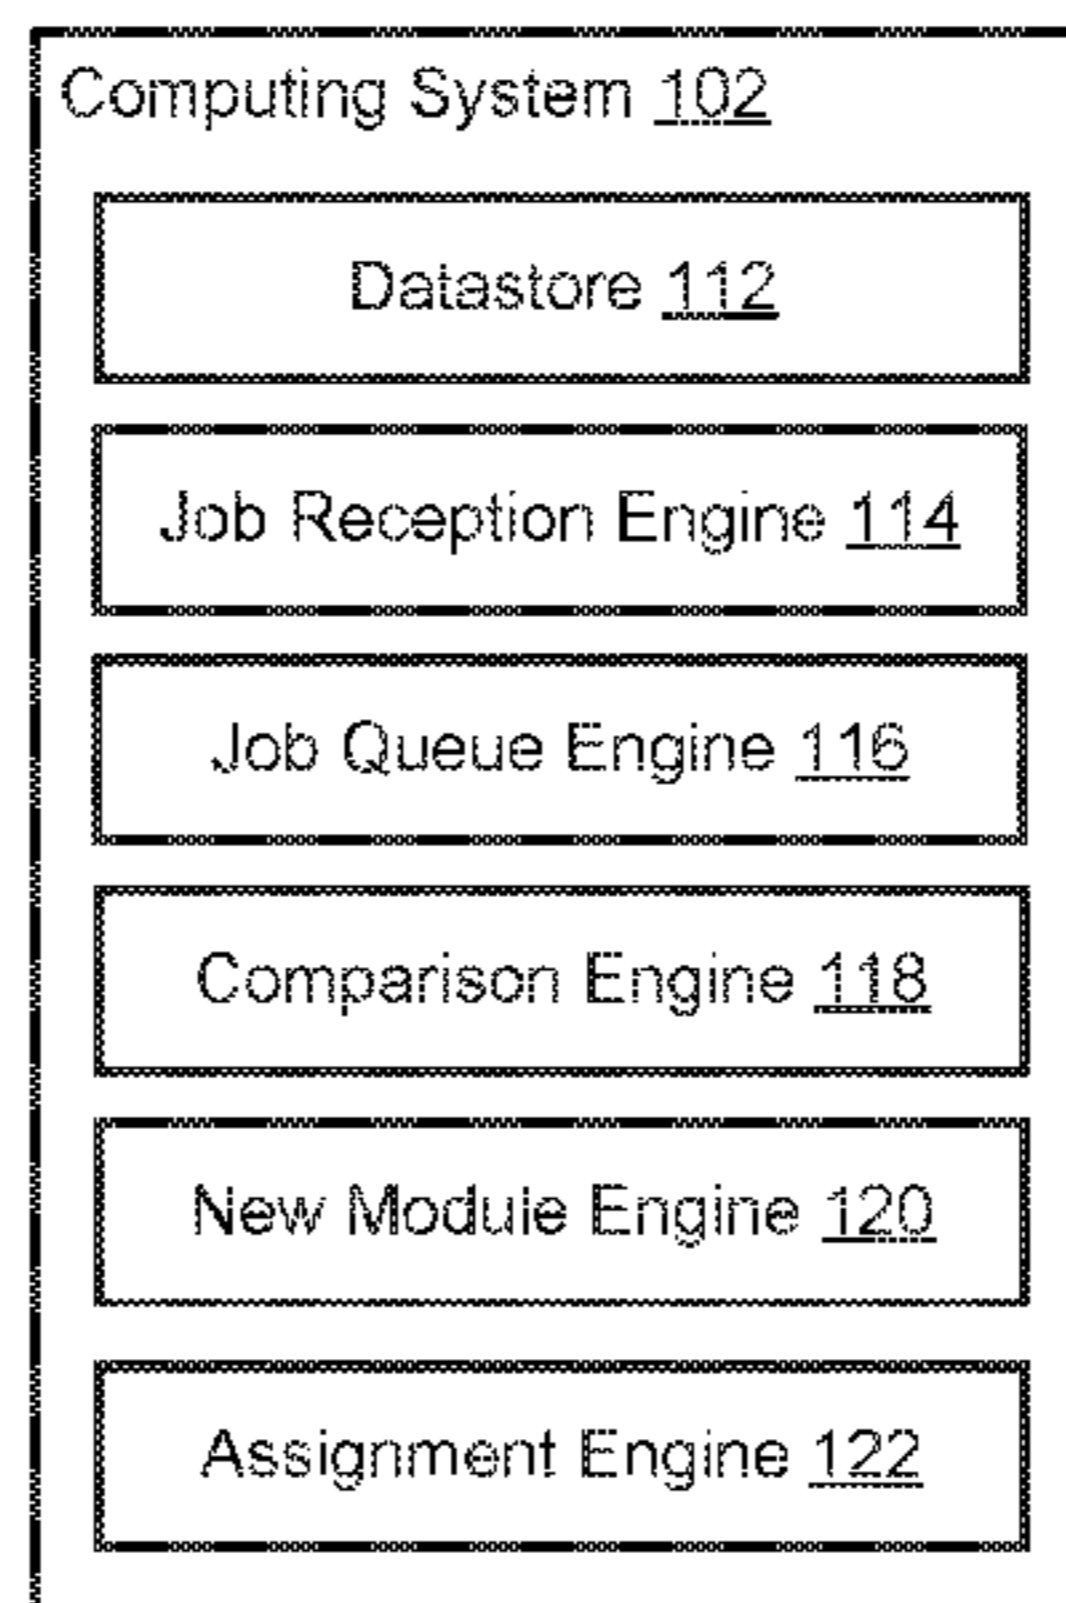 Computing System 102
Datastore 112
Job Reception Engine 114
Job Queue Engine 116
Comparison Engine 118
New Module Engine 120
Assignment Engine 122